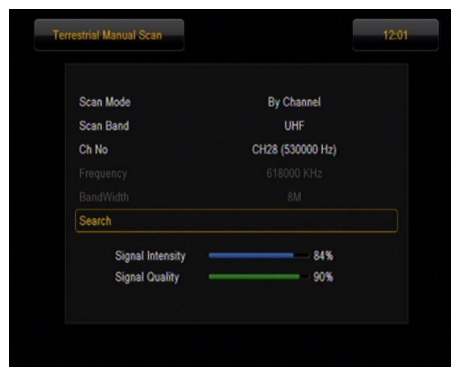 Terrestrial Manual Scan 12:01
Scan Mode By Channel
Scan Band UHF
Ch No CH28 (530000 Hz)
Frequency 618000 KHz
BandWidth 8M
Search
Signal Intensity 84%
Signal Quality 90%